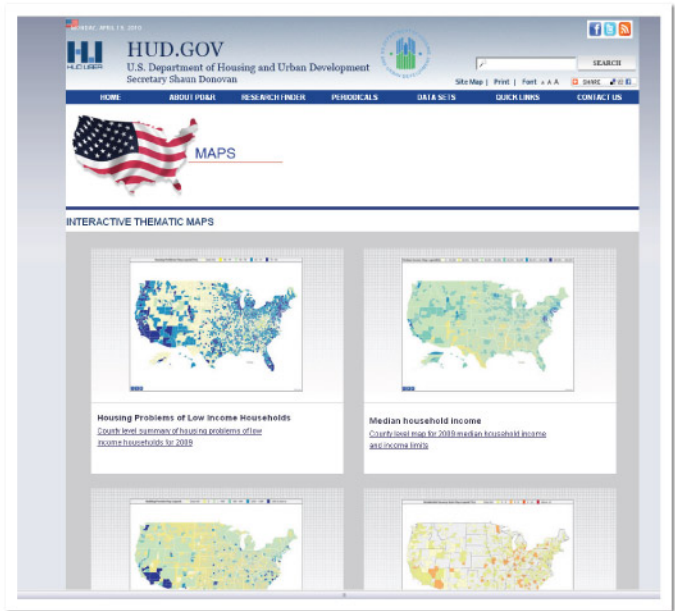 HUD.GOV
U.S. Department of Housing and Urban Development
Secretary Shaun Donovan
SEARCH
Site Map | Print | Font A A A
SHARE
HOME ABOUT PD&R RESEARCH FINDER PERIODICALS DATA SETS QUICK LINKS CONTACT US
MAPS
INTERACTIVE THEMATIC MAPS
Housing Problems of Low Income Households
County level summary of housing problems of low
income households for 2009
Median household income
County level map for 2009 median household income
and income limits